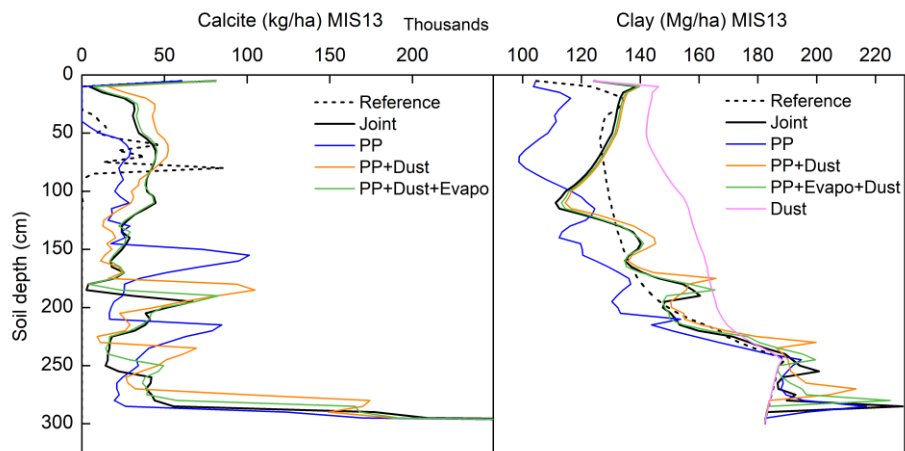 Calcite (kg/ha) MIS13
Thousands
Clay (Mg/ha) MIS13
0 50 100 150 200
100 120 140 160 180 200 220
Soil depth (cm)
0
50
100
150
200
250
300
Reference
Joint
PP
PP+Dust
PP+Dust+Evapo
Reference
Joint
PP
PP+Dust
PP+Evapo+Dust
Dust